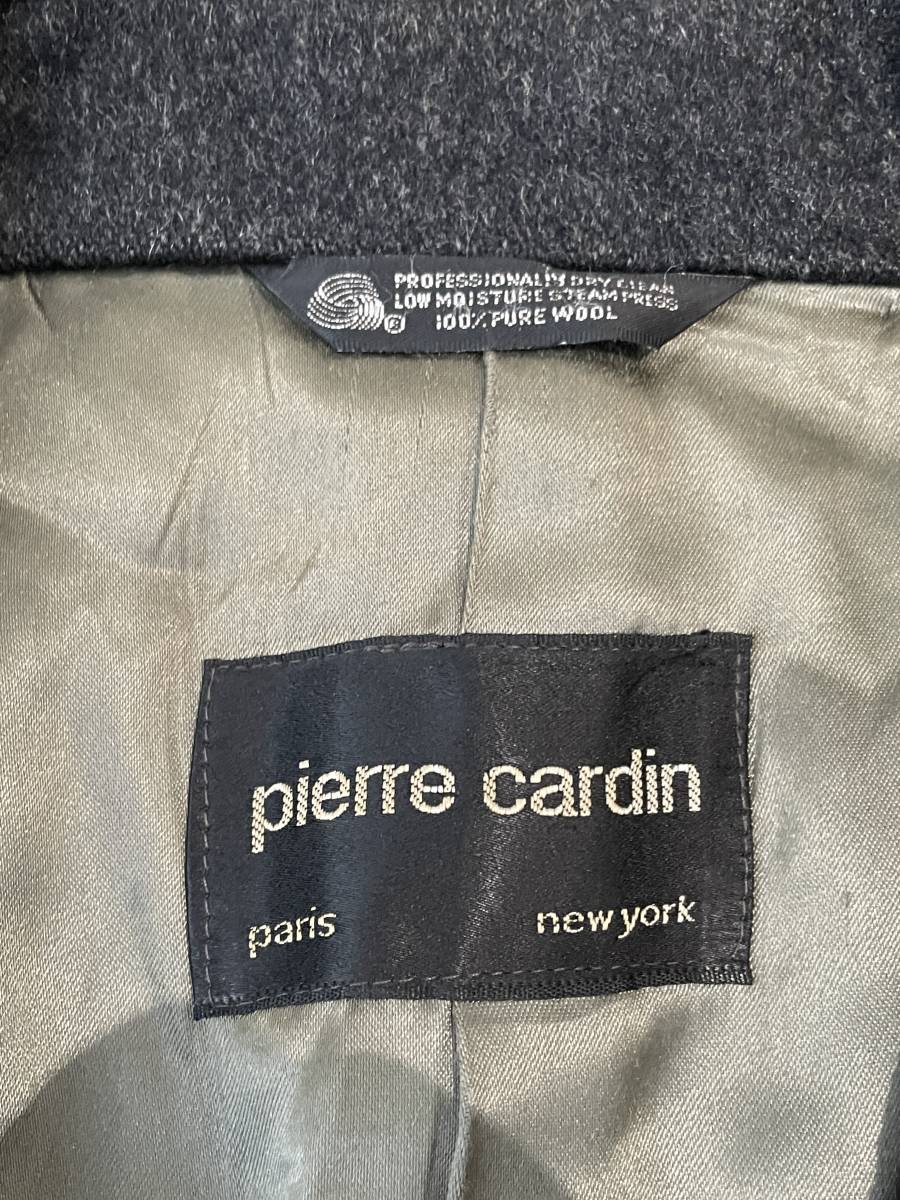 PROFESSIONALLY DRY CLEAN
LOW MOISTURE STEAM PRESS
® 100% PURE WOOL
pierre cardin
paris
new york